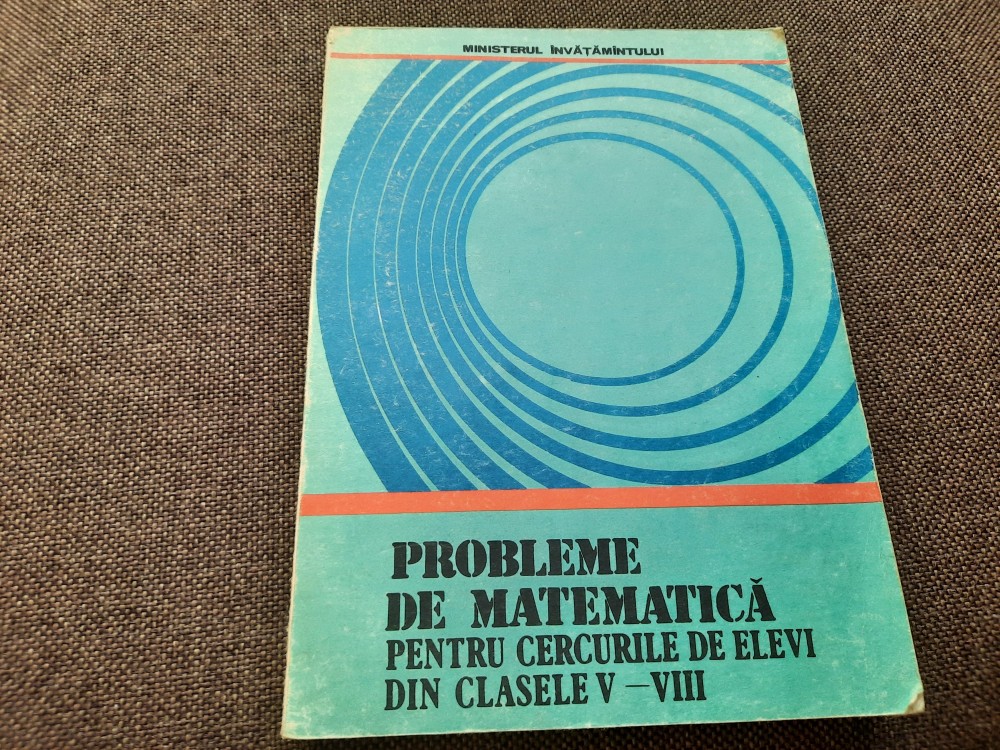 MINISTERUL ÎNVĂȚĂMÎNTULUI
PROBLEME
DE MATEMATICĂ
PENTRU CERCURILE DE ELEVI
DIN CLASELE V – VIII